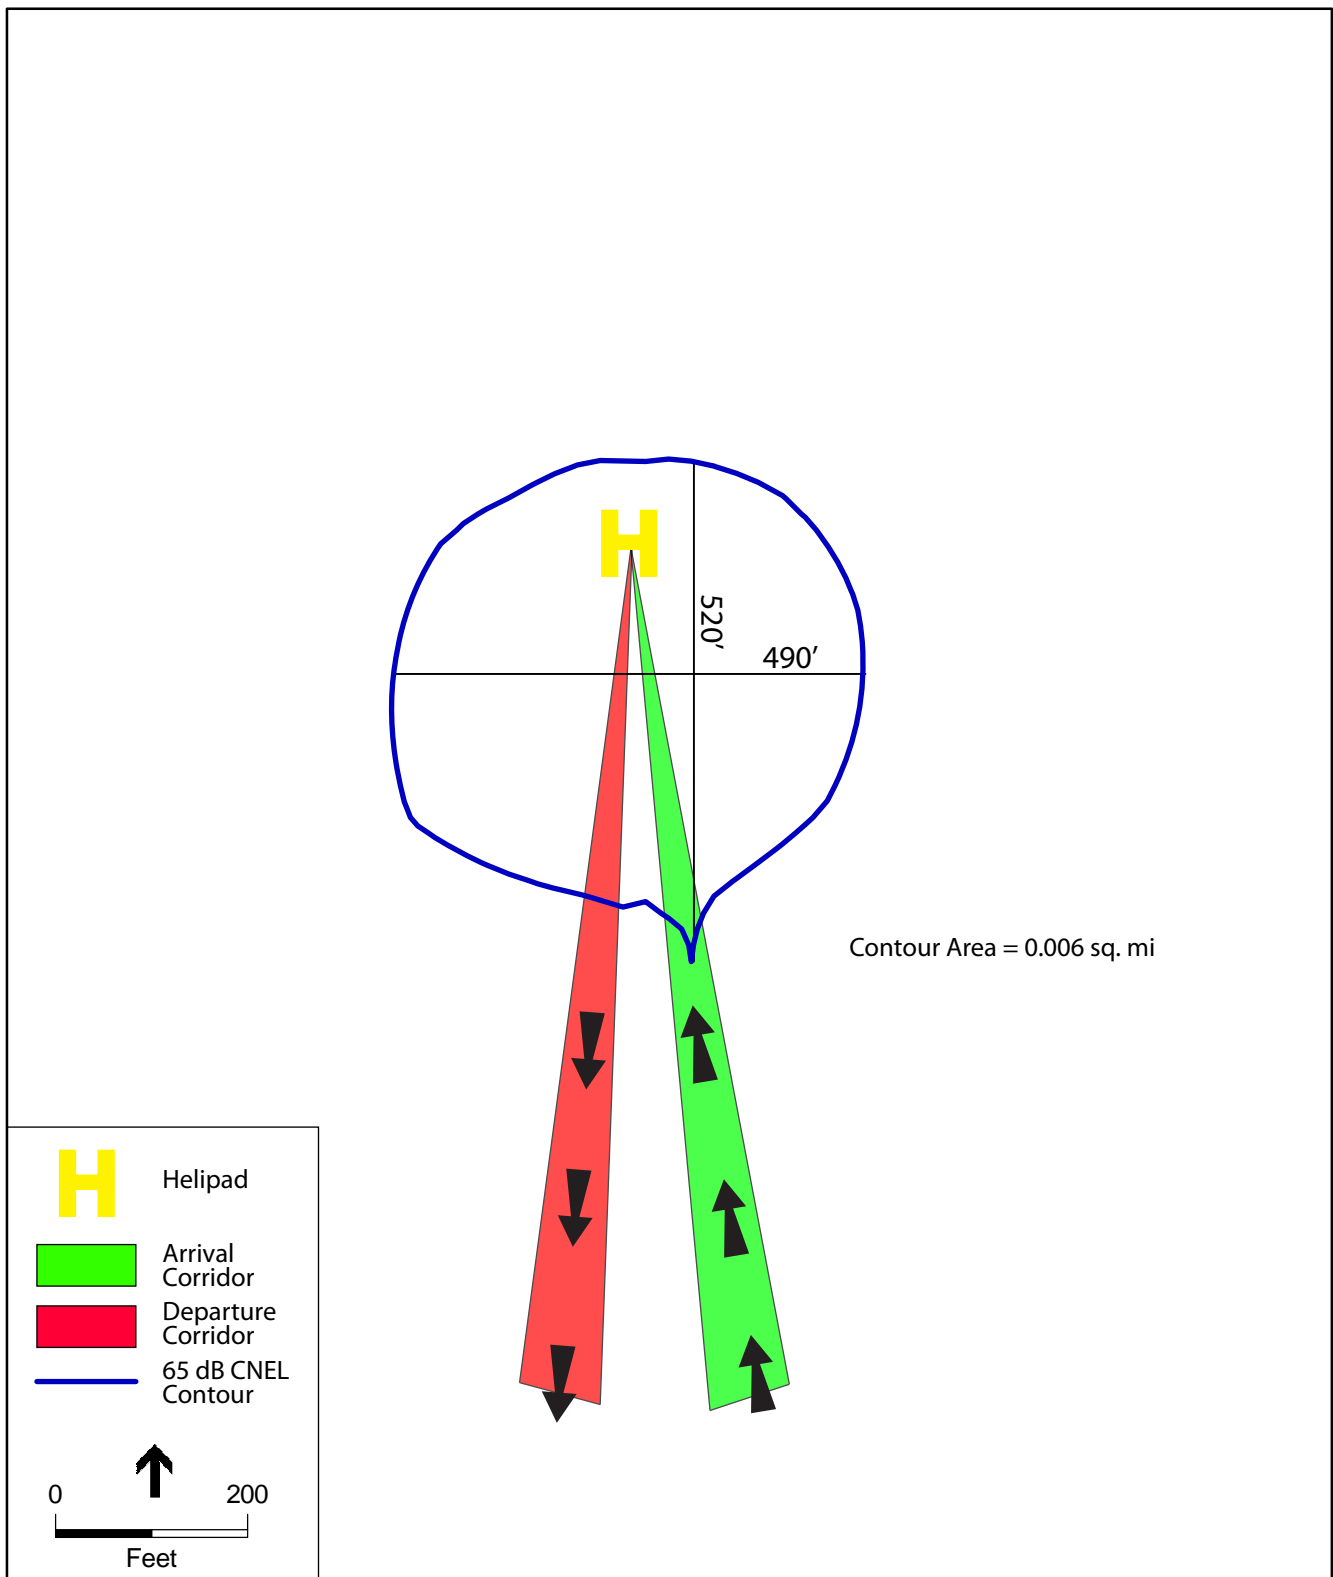 H
520’
490’
Contour Area = 0.006 sq. mi
H
Helipad
Arrival
Corridor
Departure
Corridor
65 dB CNEL
Contour
0 200
Feet